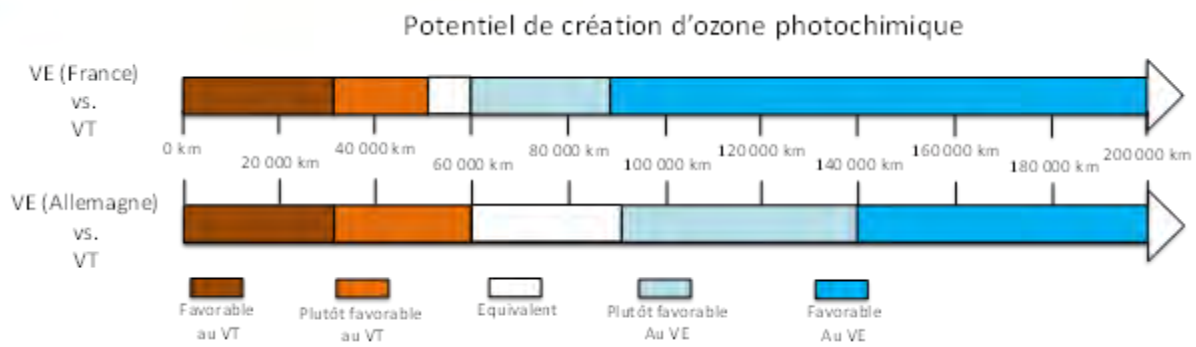 Potentiel de création d'ozone photochimique
VE (France)
vs.
VT
0 km
20 000 km
40 000 km
60 000 km
80 000 km
100 000 km
120 000 km
140 000 km
160 000 km
180 000 km
200 000 km
VE (Allemagne)
vs.
VT
Favorable
au VT
Plutôt favorable
au VT
Equivalent
Plutôt favorable
Au VE
Favorable
Au VE